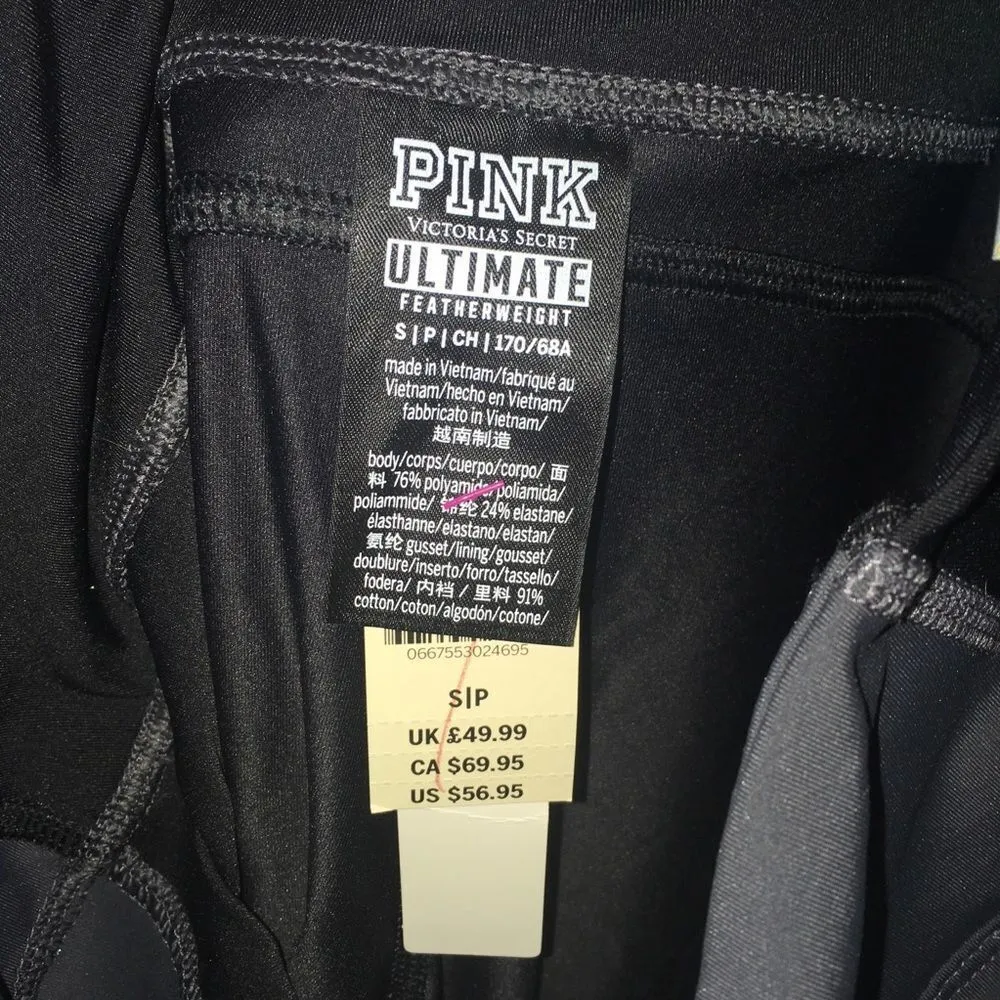 PINK
VICTORIA'S SECRET
ULTIMATE
FEATHERWEIGHT
S|P|CH|170/68A
made in Vietnam/fabriqué au
Vietnam/hecho en Vietnam/
fabbricato in Vietnam/
越南制造
body/corps/cuerpo/corpo/ 面
料 76% polyamide/poliamida/
poliammide/ 锦纶 24% elastane/
élasthanne/elastano/elastan/
氨纶 gusset/lining/gousset/
doublure/inserto/forro/tassello/
fodera/ 内裆 / 里料 91%
cotton/coton/algodón/cotone/
0667553024695
S|P
UK £49.99
CA $69.95
US $56.95